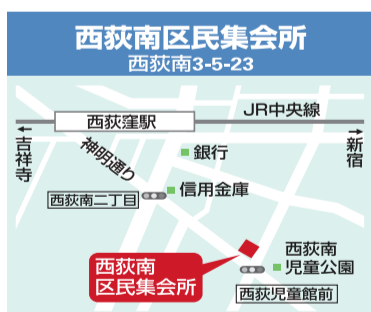 西荻南区民集会所
西荻南3-5-23
JR中央線
西荻窪駅
←
吉祥寺
→
新宿
神明通り
銀行
信用金庫
西荻南二丁目
西荻南
区民集会所
西荻南
児童公園
西荻児童館前